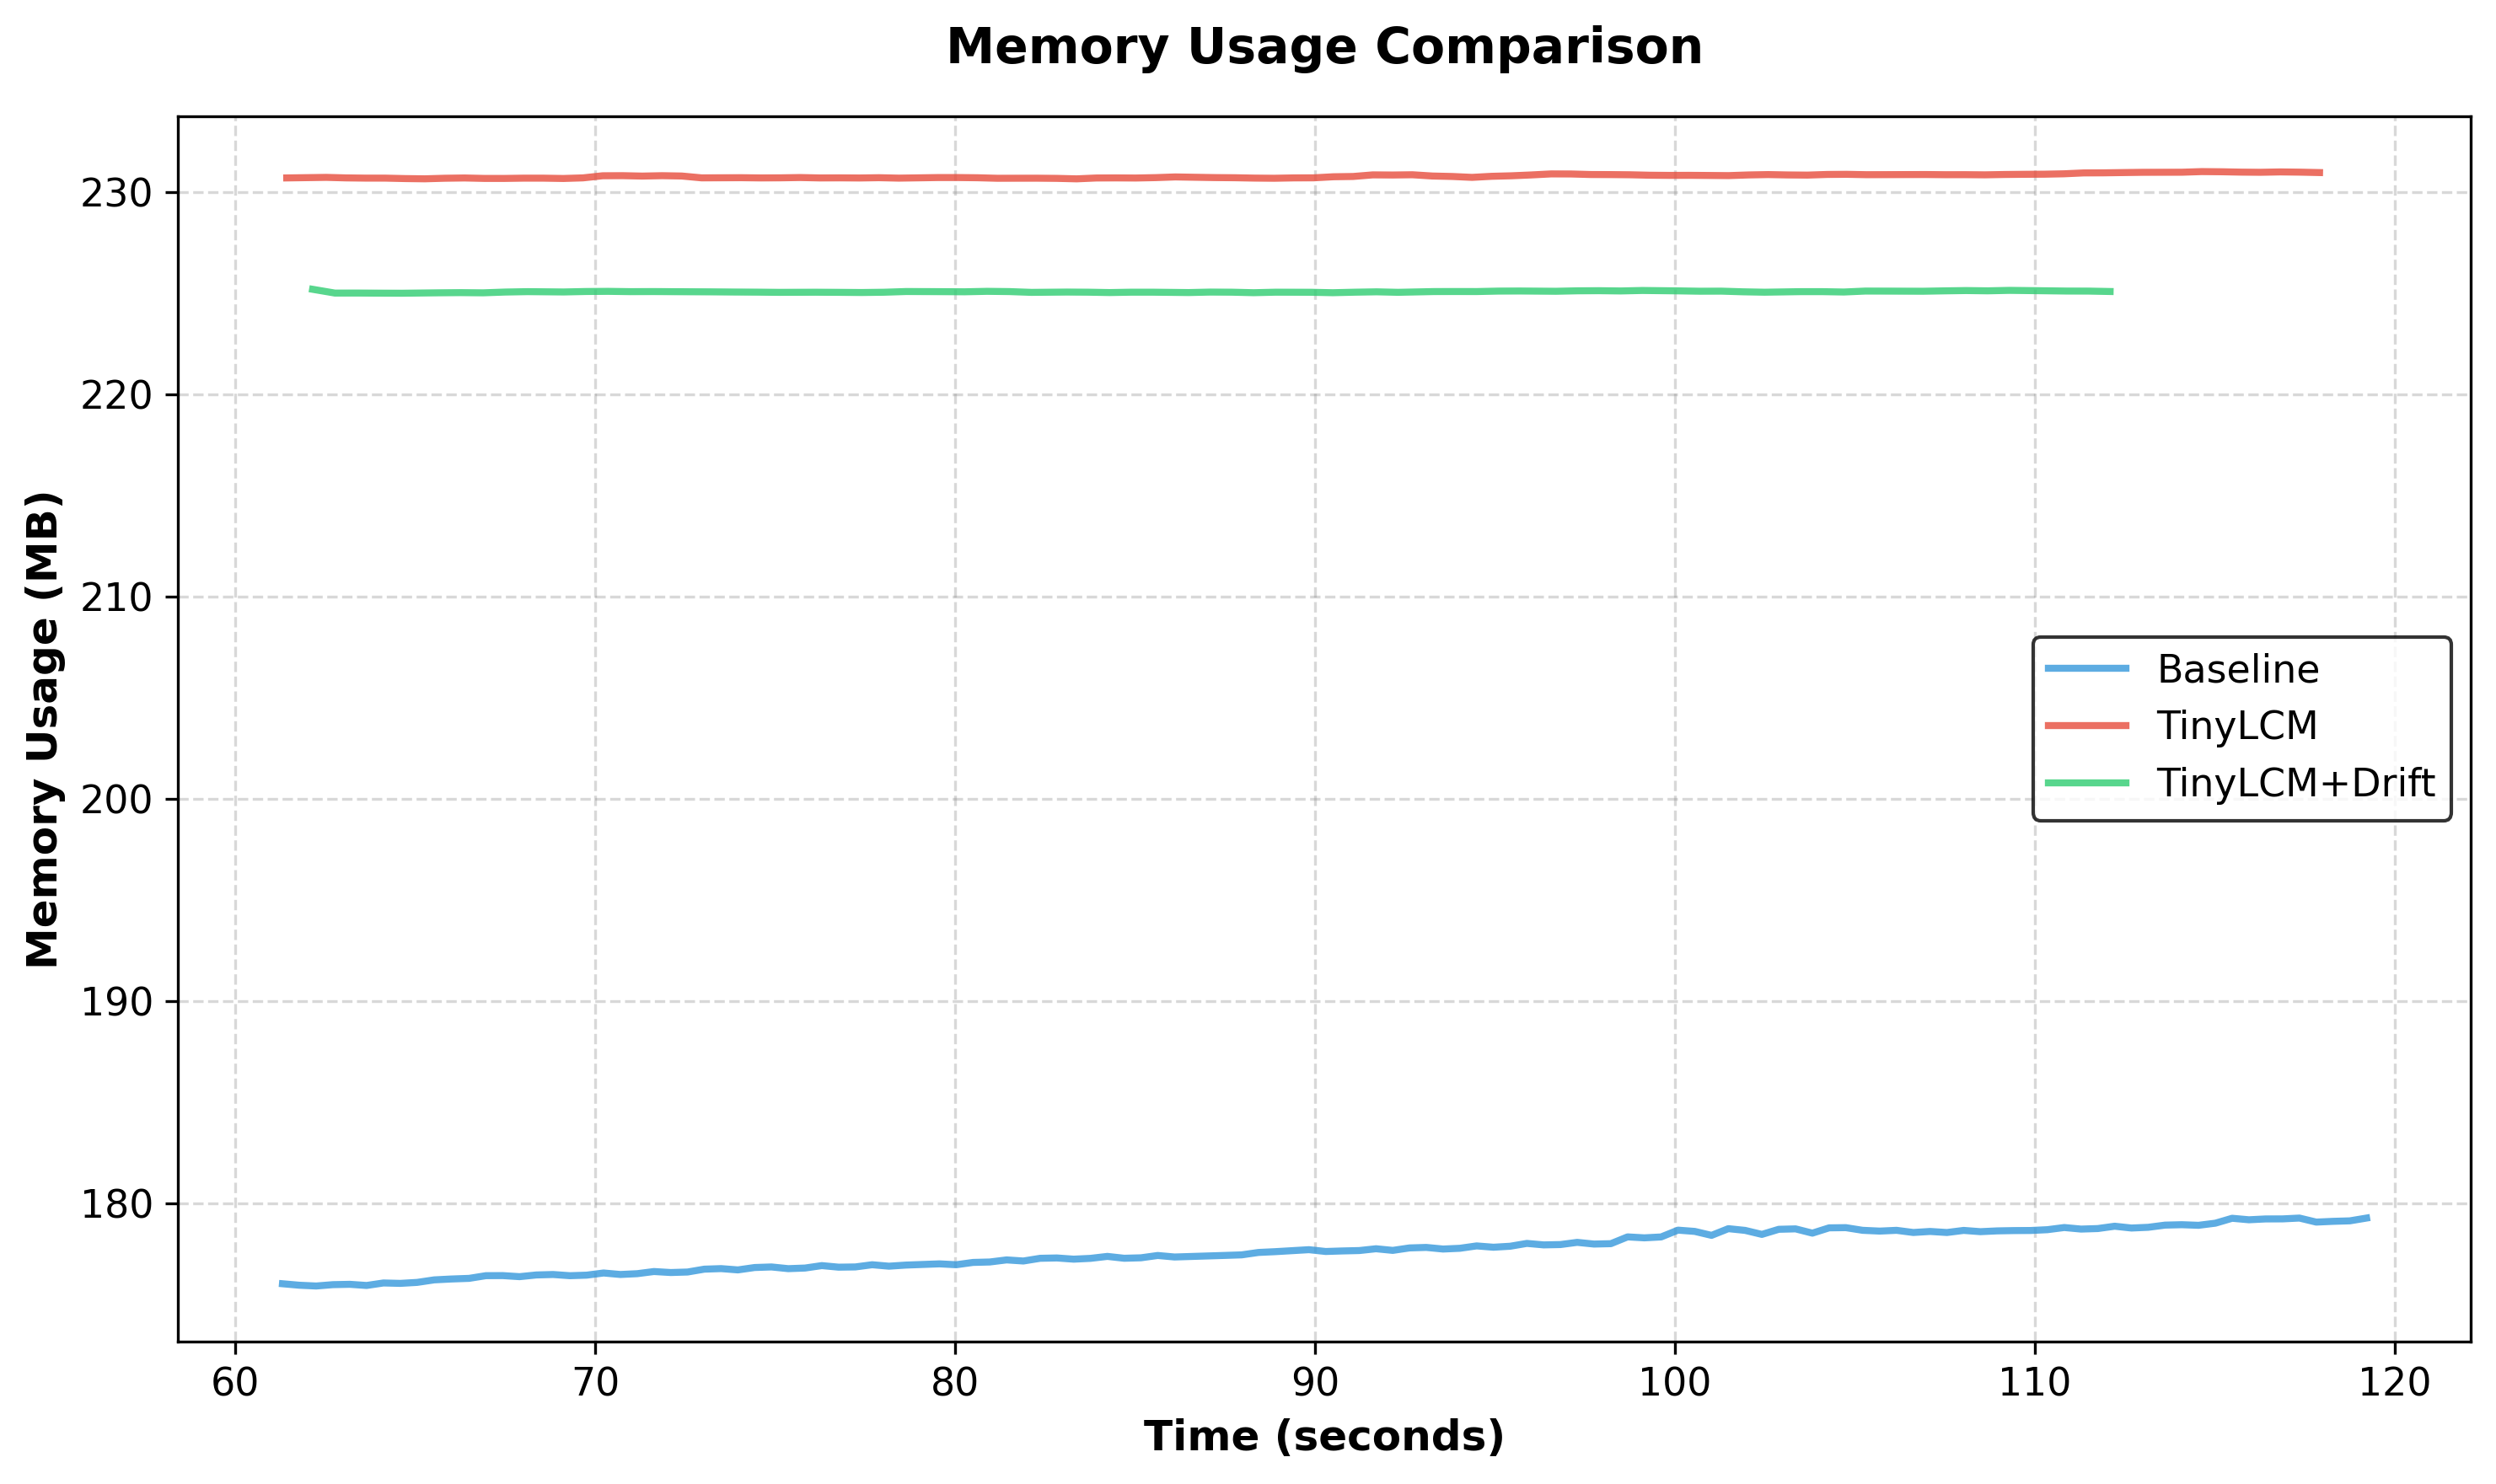 Memory Usage Comparison
Memory Usage (MB)
230
220
210
200
190
180
Baseline
TinyLCM
TinyLCM+Drift
60 70 80 90 100 110 120
Time (seconds)